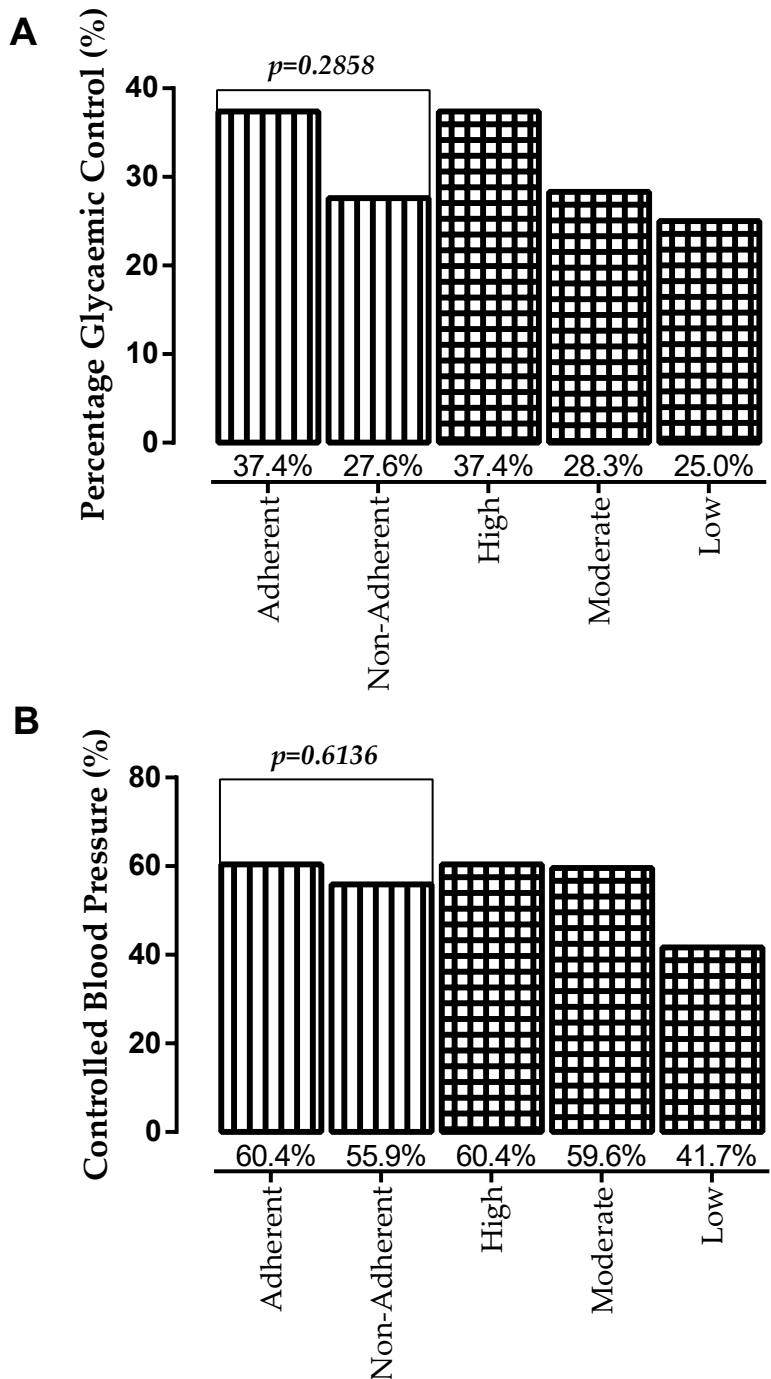 A
Percentage Glycaemic Control (%)
p=0.2858
40
30
20
10
0
37.4% 27.6% 37.4% 28.3% 25.0%
Adherent
Non-Adherent
High
Moderate
Low
B
Controlled Blood Pressure (%)
p=0.6136
80
60
40
20
0
60.4% 55.9% 60.4% 59.6% 41.7%
Adherent
Non-Adherent
High
Moderate
Low